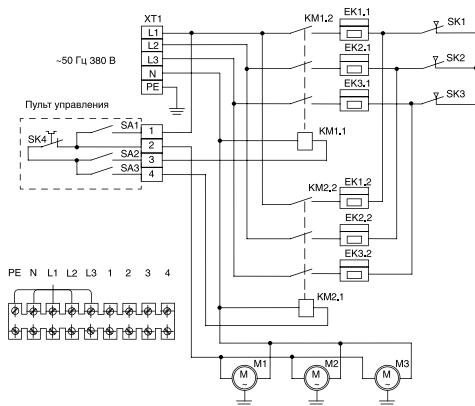 XT1
L1
L2
L3
N
PE
~50 Гц 380 В
KM1.2
EK1.1
EK2.1
EK3.1
SK1
SK2
SK3
Пульт управления
SK4
SA1
SA2
SA3
1
2
3
4
KM1.1
KM2.2
EK1.2
EK2.2
EK3.2
KM2.1
PE N L1 L2 L3 1 2 3 4
M1
M2
M3
M
~
M
~
M
~